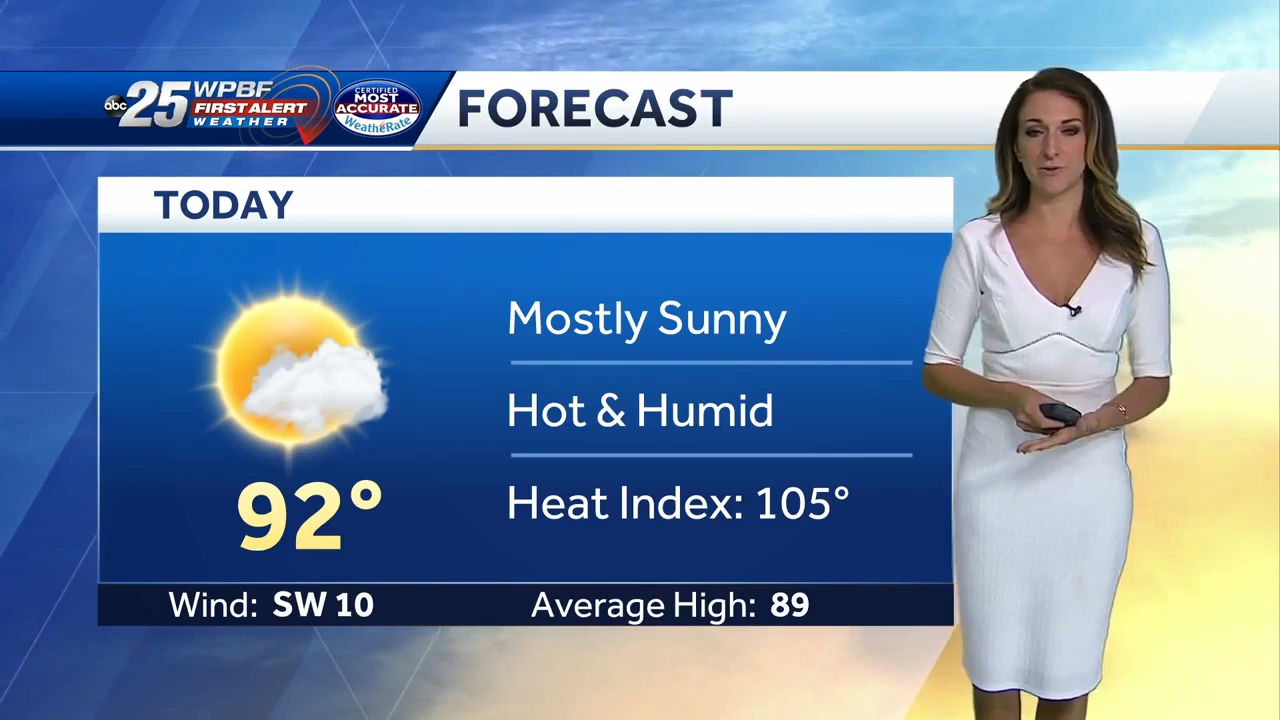 abc 25 WPBF
FIRST ALERT
WEATHER
CERTIFIED
MOST
ACCURATE
WeatheRate
FORECAST
TODAY
Mostly Sunny
Hot & Humid
92°
Heat Index: 105°
Wind: SW 10
Average High: 89